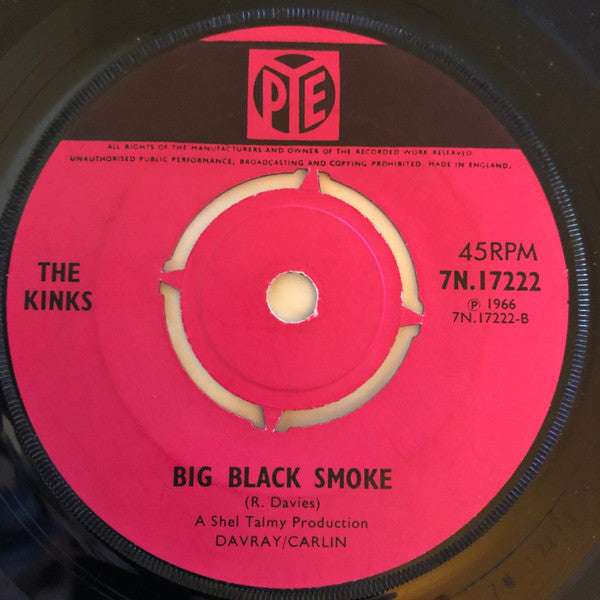 PYE
ALL RIGHTS OF THE MANUFACTURERS AND OWNER OF THE RECORDED WORK RESERVED
UNAUTHORISED PUBLIC PERFORMANCE, BROADCASTING AND COPYING PROHIBITED. MADE IN ENGLAND.
THE
KINKS
45RPM
7N.17222
℗ 1966
7N.17222-B
BIG BLACK SMOKE
(R. Davies)
A Shel Talmy Production
DAVRAY/CARLIN